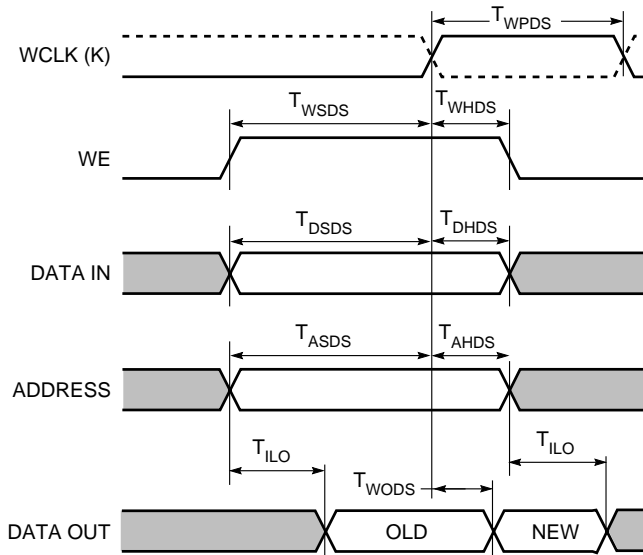 T_WPDS
WCLK (K)
T_WSDS T_WHDS
WE
T_DSDS T_DHDS
DATA IN
T_ASDS T_AHDS
ADDRESS
T_ILO T_ILO
T_WODS
DATA OUT OLD NEW